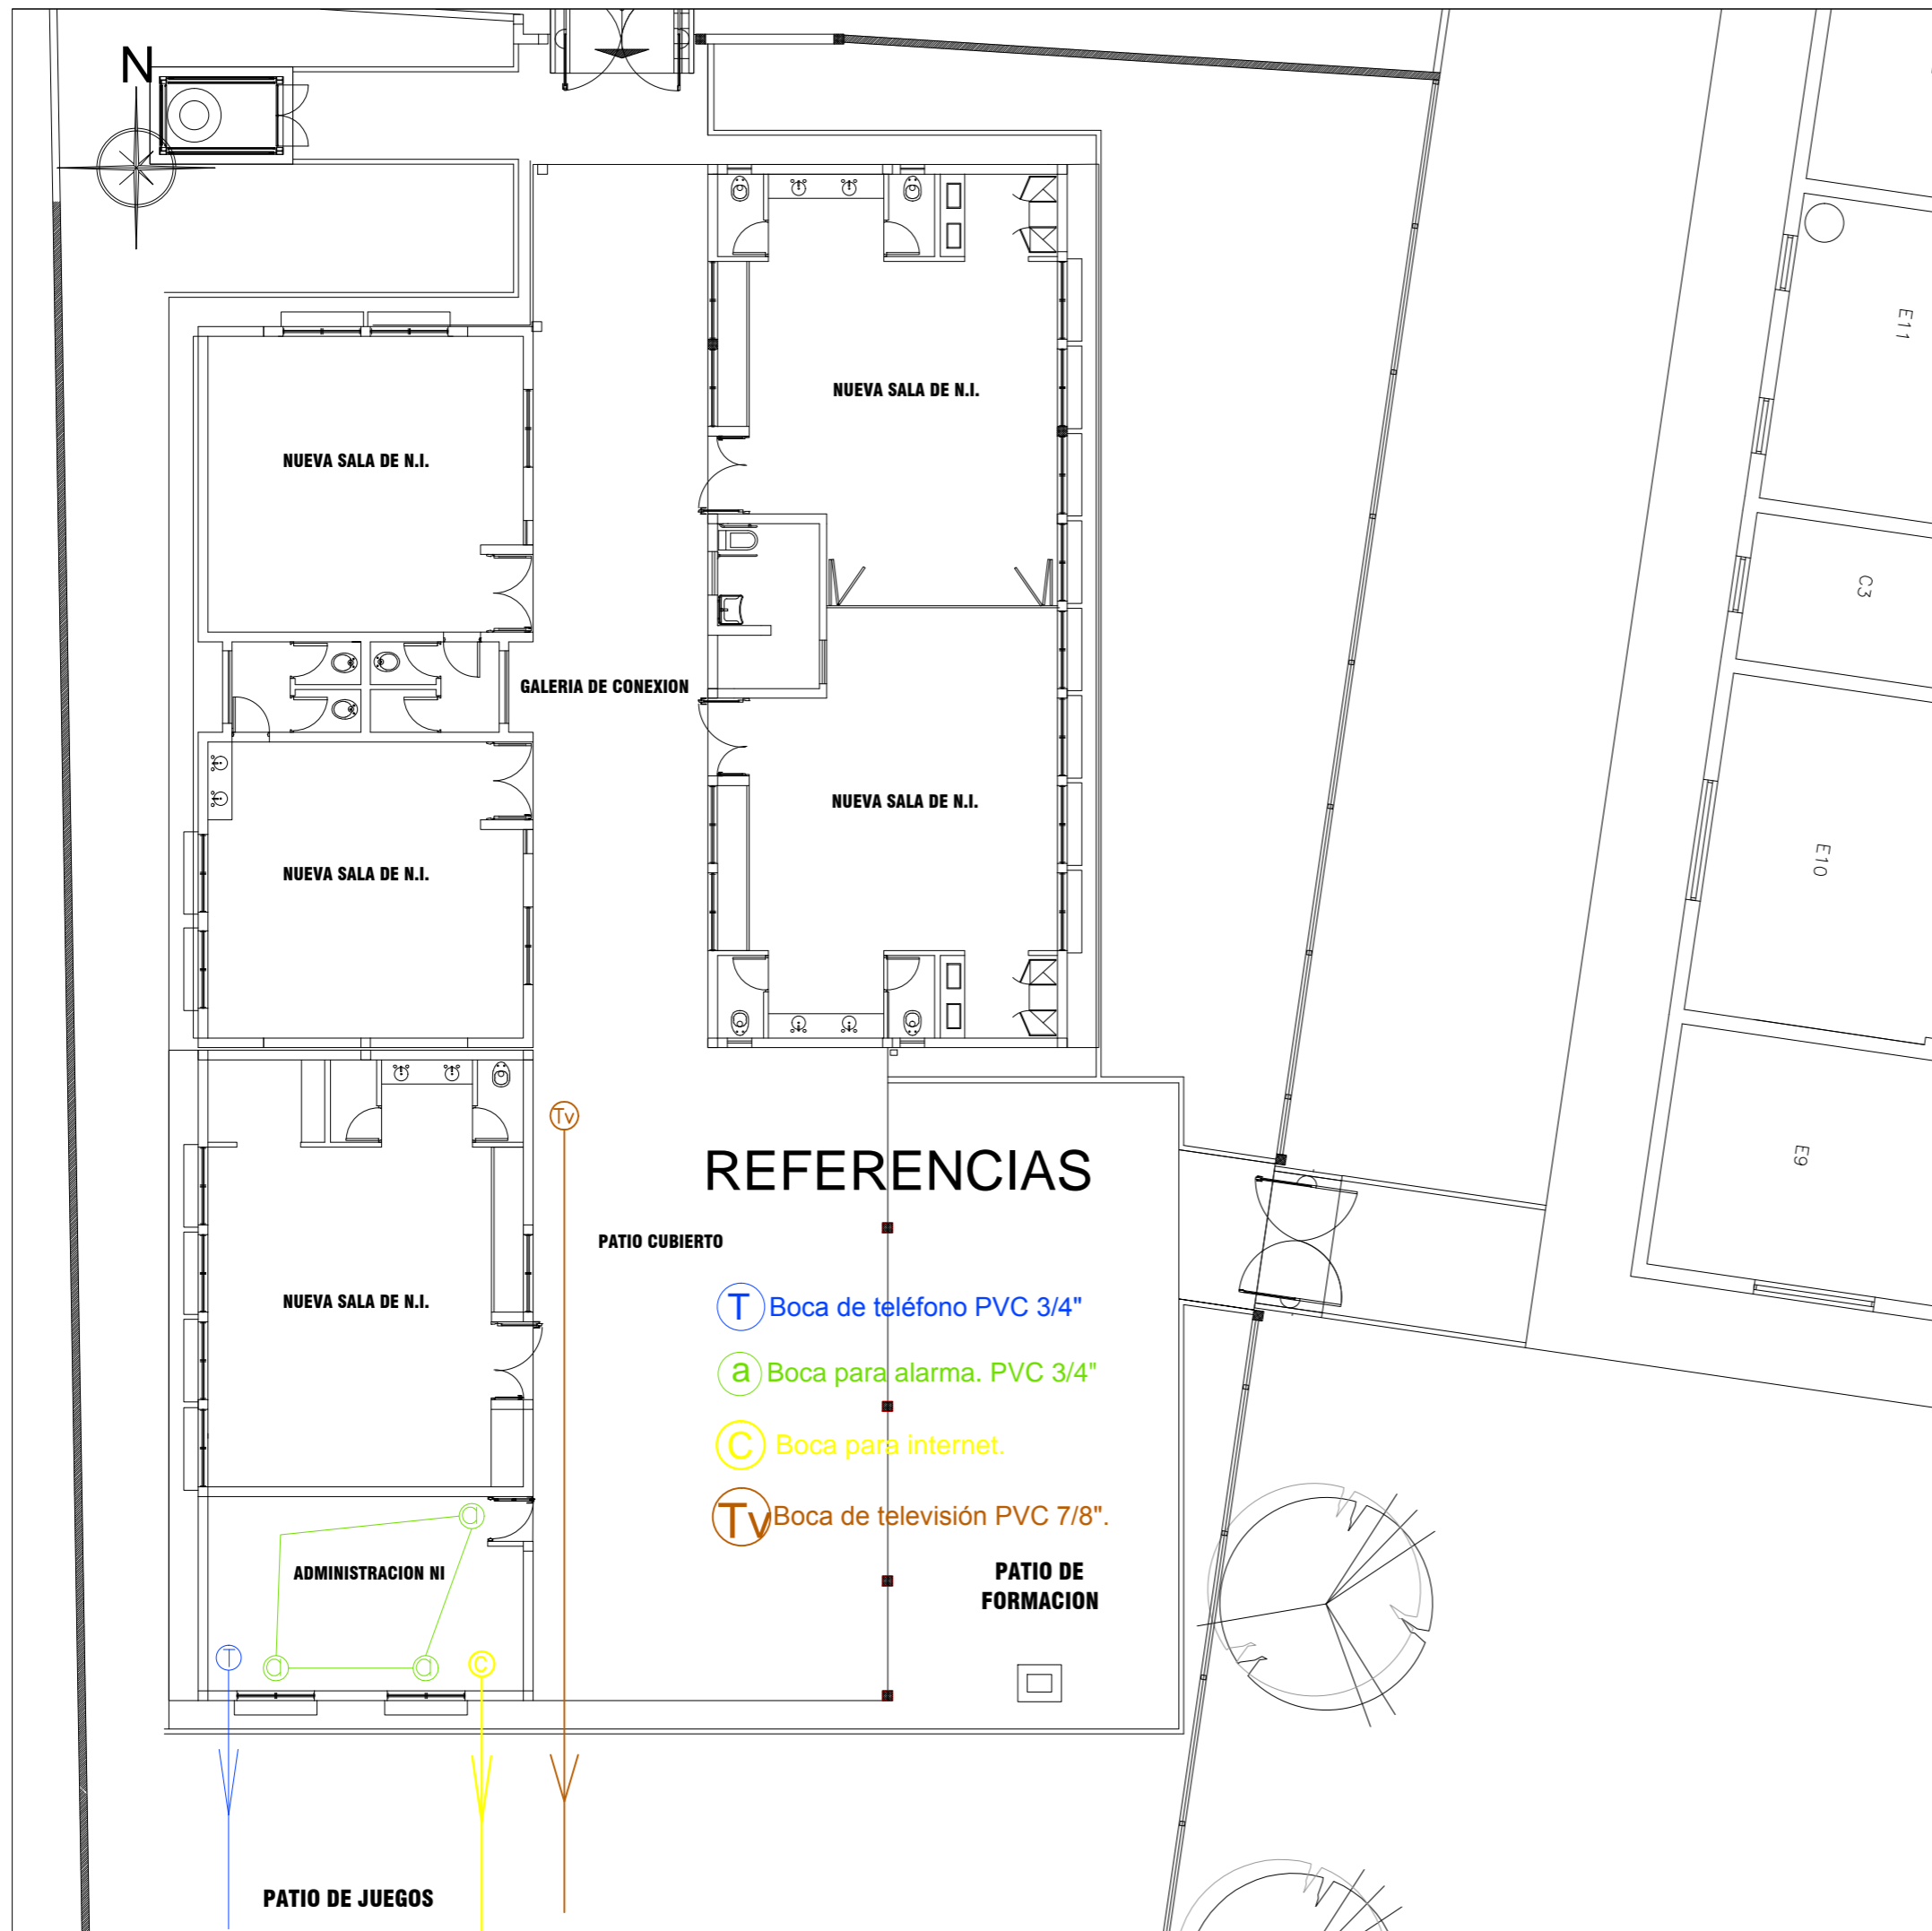 N
E11
NUEVA SALA DE N.I.
NUEVA SALA DE N.I.
C3
GALERIA DE CONEXION
NUEVA SALA DE N.I.
E10
NUEVA SALA DE N.I.
Tv
REFERENCIAS
E9
PATIO CUBIERTO
NUEVA SALA DE N.I.
T Boca de teléfono PVC 3/4"
a Boca para alarma. PVC 3/4"
C Boca para internet.
Tv Boca de televisión PVC 7/8".
a
ADMINISTRACION NI
PATIO DE
FORMACION
T
a
a
C
PATIO DE JUEGOS